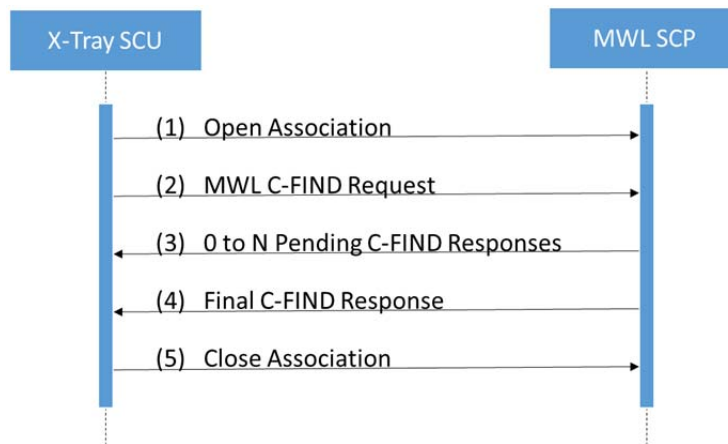 X-Tray SCU
MWL SCP
(1) Open Association
(2) MWL C-FIND Request
(3) 0 to N Pending C-FIND Responses
(4) Final C-FIND Response
(5) Close Association